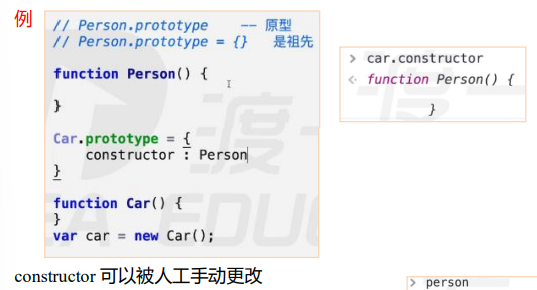 例
// Person.prototype -- 原型
// Person.prototype = {} 是祖先
function Person() {
}
Car.prototype = {
constructor : Person
}
function Car() {
}
var car = new Car();
> car.constructor
< function Person() {
}
constructor 可以被人工手动更改
> person